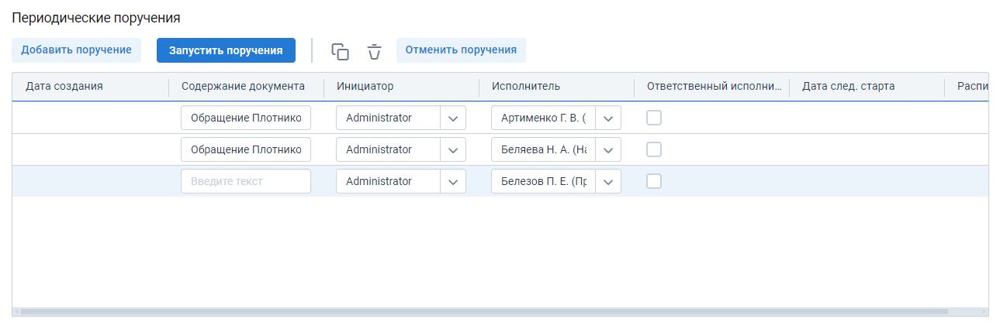 Периодические поручения
Добавить поручение Запустить поручения Отменить поручения
Дата создания Содержание документа Инициатор Исполнитель Ответственный исполни... Дата след. старта Распи
Обращение Плотнико Administrator Артименко Г. В. (
Обращение Плотнико Administrator Беляева Н. А. (На
Введите текст Administrator Белезов П. Е. (Пр